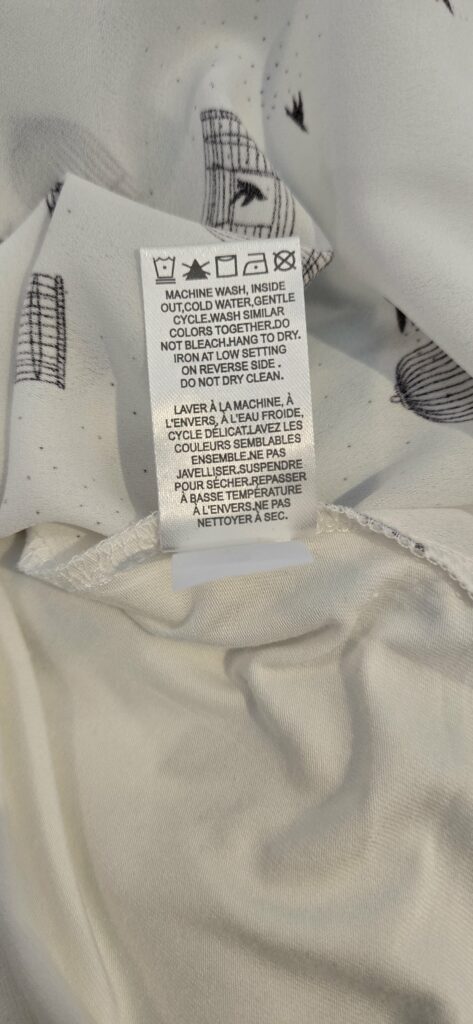 MACHINE WASH, INSIDE
OUT,COLD WATER,GENTLE
CYCLE.WASH SIMILAR
COLORS TOGETHER.DO
NOT BLEACH.HANG TO DRY.
IRON AT LOW SETTING
ON REVERSE SIDE .
DO NOT DRY CLEAN.
LAVER À LA MACHINE, À
L'ENVERS, À L'EAU FROIDE,
CYCLE DÉLICAT.LAVEZ LES
COULEURS SEMBLABLES
ENSEMBLE.NE PAS
JAVELLISER.SUSPENDRE
POUR SÉCHER.REPASSER
À BASSE TEMPÉRATURE
À L'ENVERS.NE PAS
NETTOYER À SEC.